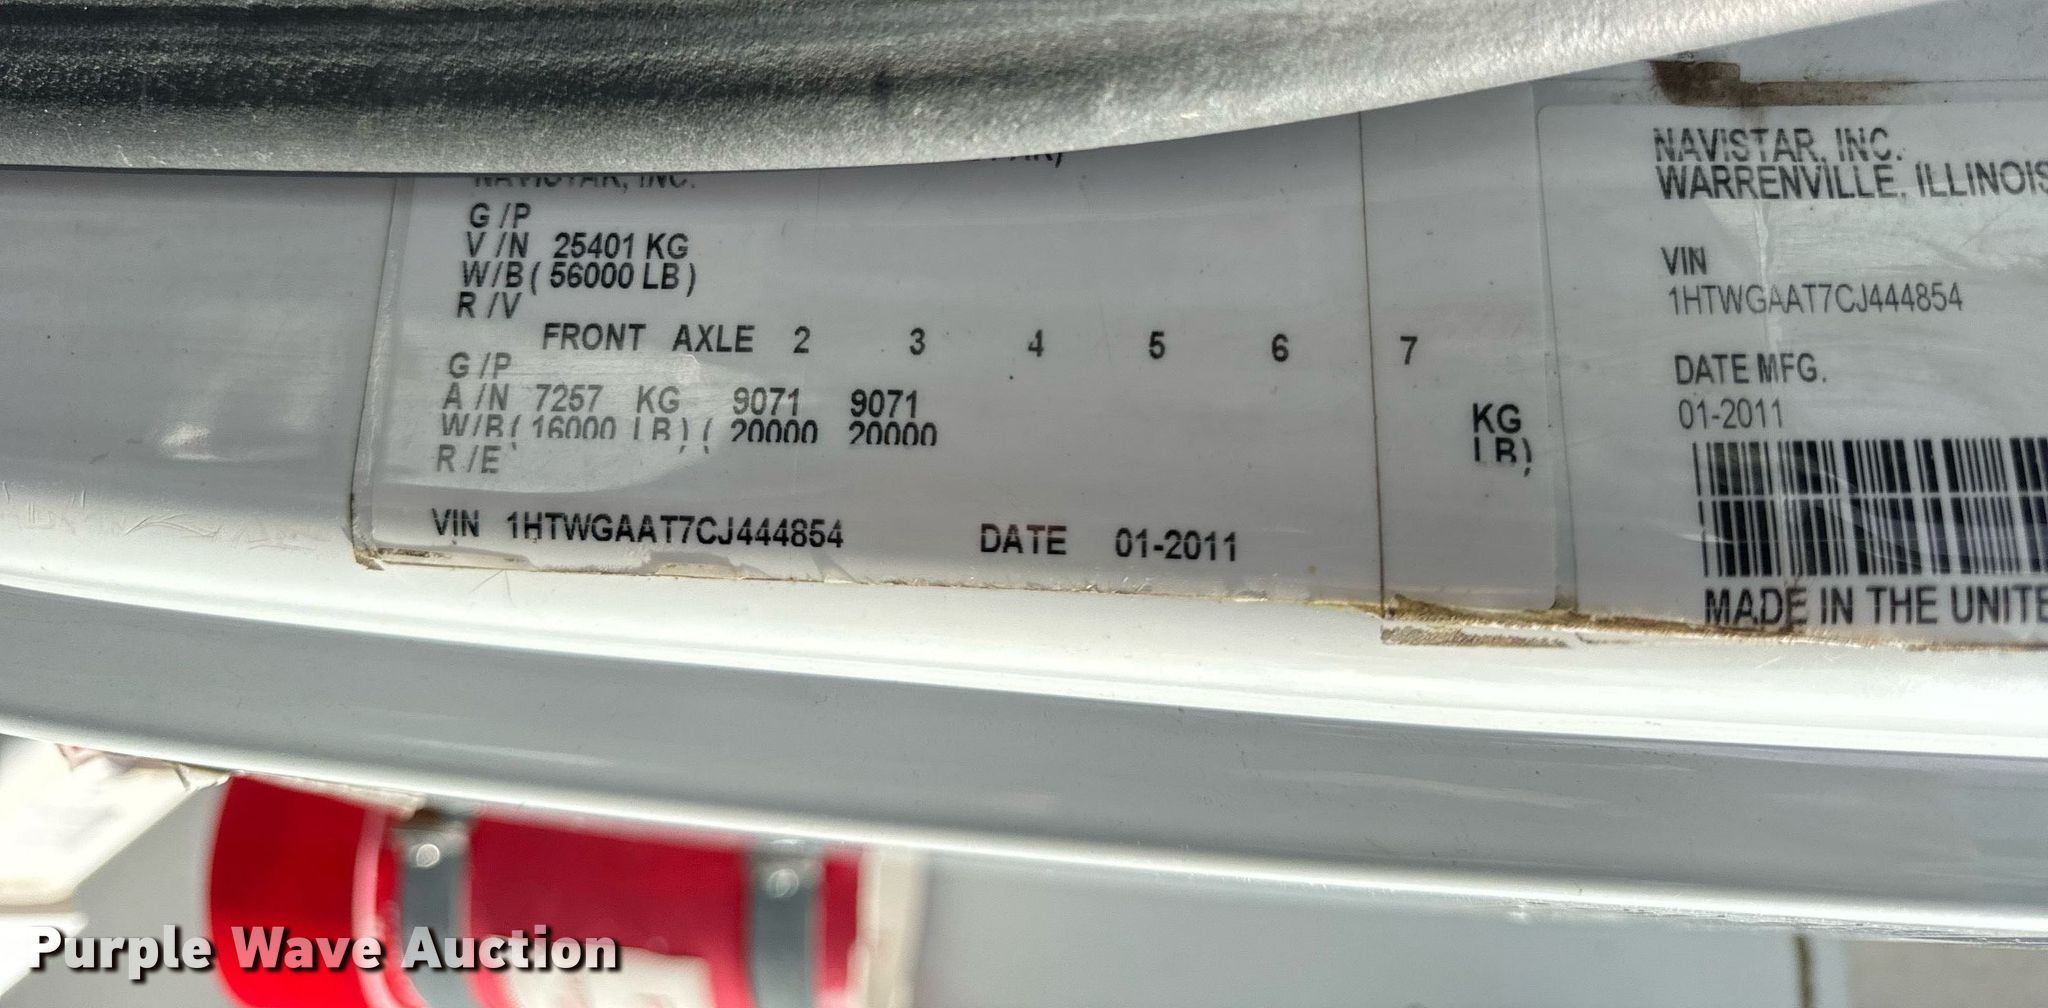 NAVISTAR, INC.
G /P
V /N 25401 KG
W/B ( 56000 LB )
R /V
FRONT AXLE 2 3 4 5 6 7
G /P
A /N 7257 KG 9071 9071 KG
W/B ( 16000 LB ) ( 20000 20000 LB)
R /E
VIN 1HTWGAAT7CJ444854 DATE 01-2011
NAVISTAR, INC.
WARRENVILLE, ILLINOIS
VIN
1HTWGAAT7CJ444854
DATE MFG.
01-2011
MADE IN THE UNITE
Purple Wave Auction